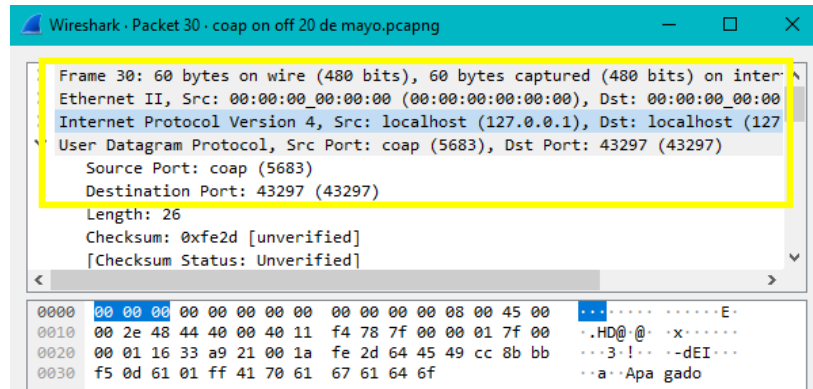 Wireshark · Packet 30 · coap on off 20 de mayo.pcapng
Frame 30: 60 bytes on wire (480 bits), 60 bytes captured (480 bits) on inter
Ethernet II, Src: 00:00:00_00:00:00 (00:00:00:00:00:00), Dst: 00:00:00_00:00
Internet Protocol Version 4, Src: localhost (127.0.0.1), Dst: localhost (127
User Datagram Protocol, Src Port: coap (5683), Dst Port: 43297 (43297)
Source Port: coap (5683)
Destination Port: 43297 (43297)
Length: 26
Checksum: 0xfe2d [unverified]
[Checksum Status: Unverified]
0000 00 00 00 00 00 00 00 00 00 00 00 00 08 00 45 00 ········ ······E·
0010 00 2e 48 44 40 00 40 11 f4 78 7f 00 00 01 7f 00 ·.HD@·@· ·x······
0020 00 01 16 33 a9 21 00 1a fe 2d 64 45 49 cc 8b bb ···3·!·· ·-dEI···
0030 f5 0d 61 01 ff 41 70 61 67 61 64 6f ··a··Apa gado